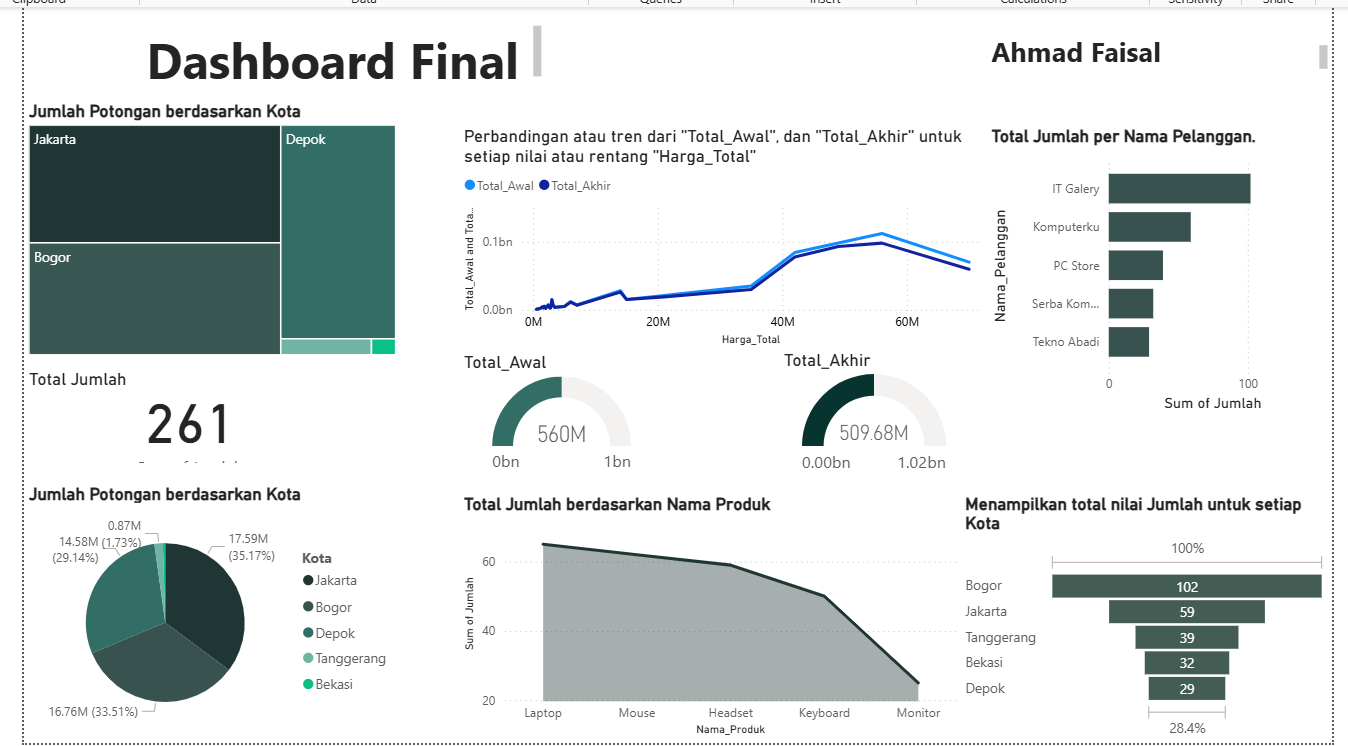 Dashboard Final
Ahmad Faisal
Jumlah Potongan berdasarkan Kota
Jakarta
Depok
Bogor
Total Jumlah
261
Jumlah Potongan berdasarkan Kota
0.87M
(1.73%)
14.58M
(29.14%)
17.59M
(35.17%)
16.76M (33.51%)
Kota
Jakarta
Bogor
Depok
Tanggerang
Bekasi
Perbandingan atau tren dari "Total_Awal", dan "Total_Akhir" untuk
setiap nilai atau rentang "Harga_Total"
Total_Awal Total_Akhir
Total_Awal and Tota...
0.1bn
0.0bn
0M 20M 40M 60M
Harga_Total
Total_Awal
560M
0bn 1bn
Total_Akhir
509.68M
0.00bn 1.02bn
Total Jumlah per Nama Pelanggan.
Nama_Pelanggan
IT Galery
Komputerku
PC Store
Serba Kom...
Tekno Abadi
0 100
Sum of Jumlah
Total Jumlah berdasarkan Nama Produk
Sum of Jumlah
60
40
20
Laptop Mouse Headset Keyboard Monitor
Nama_Produk
Menampilkan total nilai Jumlah untuk setiap
Kota
100%
Bogor 102
Jakarta 59
Tanggerang 39
Bekasi 32
Depok 29
28.4%